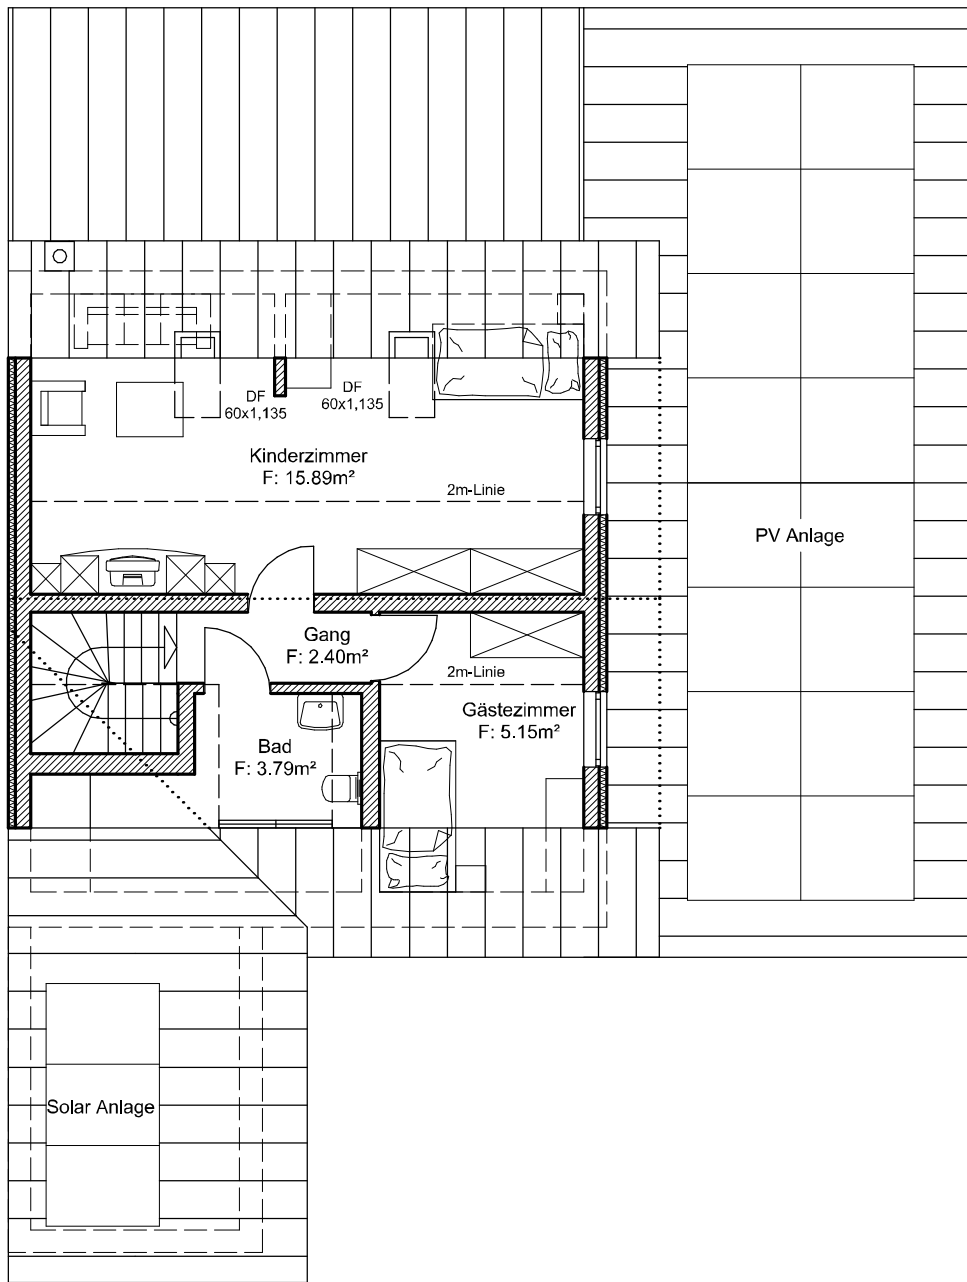 DF
60x1,135
DF
60x1,135
Kinderzimmer
F: 15.89m²
2m-Linie
PV Anlage
Gang
F: 2.40m²
2m-Linie
Gästezimmer
F: 5.15m²
Bad
F: 3.79m²
Solar Anlage